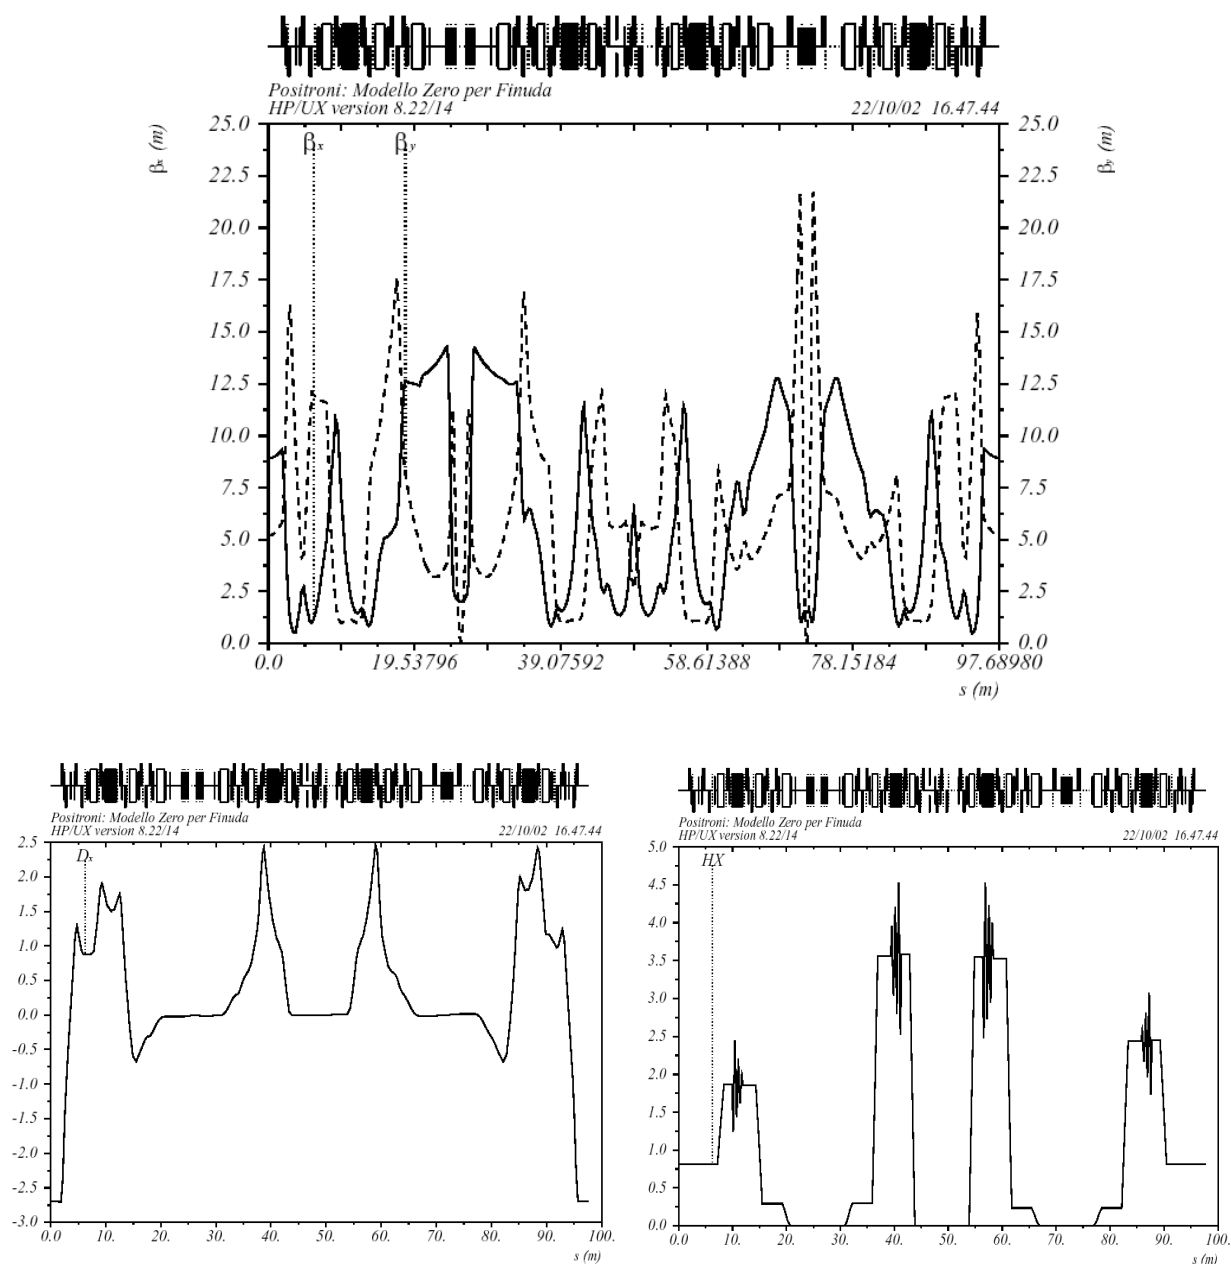 Positroni: Modello Zero per Finuda
HP/UX version 8.22/14 22/10/02 16.47.44
βx (m)
βy (m)
βx βy
25.0 25.0
22.5 22.5
20.0 20.0
17.5 17.5
15.0 15.0
12.5 12.5
10.0 10.0
7.5 7.5
5.0 5.0
2.5 2.5
0.0 0.0
0.0 19.53796 39.07592 58.61388 78.15184 97.68980
s (m)
Positroni: Modello Zero per Finuda
HP/UX version 8.22/14 22/10/02 16.47.44
Dx
2.5
2.0
1.5
1.0
0.5
0.0
-0.5
-1.0
-1.5
-2.0
-2.5
-3.0
0.0 10. 20. 30. 40. 50. 60. 70. 80. 90. 100.
s (m)
Positroni: Modello Zero per Finuda
HP/UX version 8.22/14 22/10/02 16.47.44
HX
5.0
4.5
4.0
3.5
3.0
2.5
2.0
1.5
1.0
0.5
0.0
0.0 10. 20. 30. 40. 50. 60. 70. 80. 90. 100.
s (m)